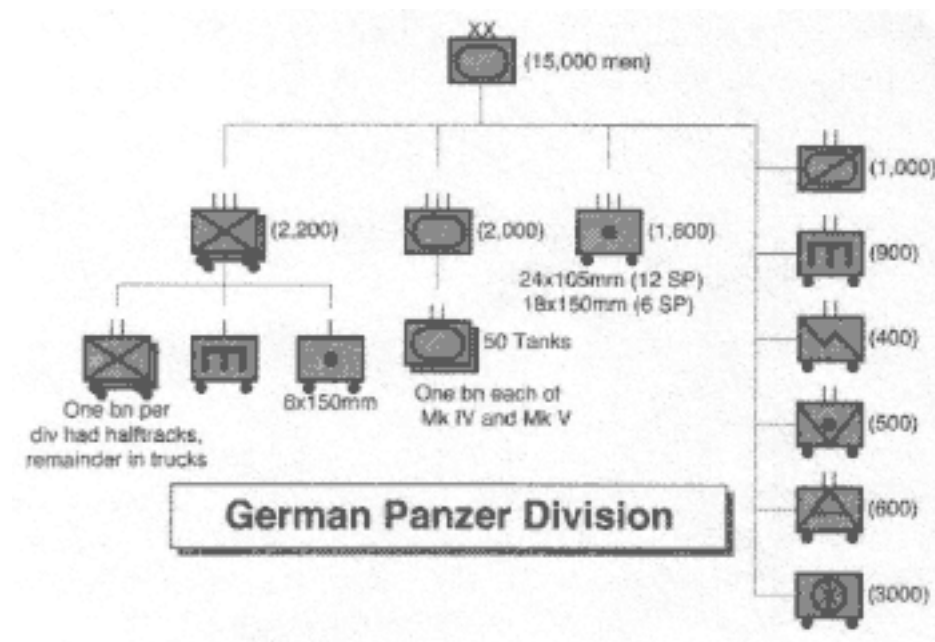 XX
(15,000 men)
(1,000)
(2,200)
(2,000)
(1,600)
(900)
24x105mm (12 SP)
18x150mm (6 SP)
50 Tanks
(400)
6x150mm
One bn each of
Mk IV and Mk V
One bn per
div had halftracks,
remainder in trucks
(500)
German Panzer Division
(600)
(3000)